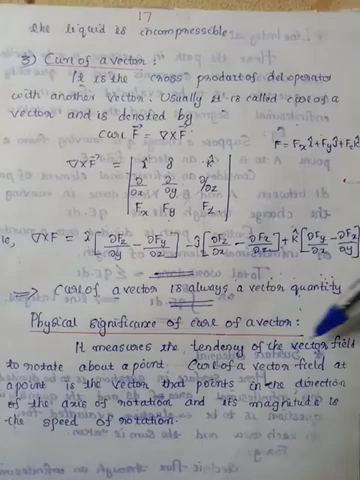 17
the liquid is incompressible.
3) Curl of a vector :-
It is the cross product of del operator
with another vector. Usually it is called curl of a
vector and is denoted by
curl F = ∇×F
F = Fx î + Fy ĵ + Fz k̂
∇×F = | î ĵ k̂ |
| ∂/∂x ∂/∂y ∂/∂z |
| Fx Fy Fz |
ie, ∇×F = î [∂Fz/∂y - ∂Fy/∂z] - ĵ [∂Fz/∂x - ∂Fx/∂z] + k̂ [∂Fy/∂x - ∂Fx/∂y]
⇒ Curl of a vector is always a vector quantity
Physical significance of curl of a vector :
It measures the tendency of the vector field
to rotate about a point. Curl of a vector field at
a point is the vector that points in the direction
of the axis of rotation and its magnitude is
the speed of rotation.